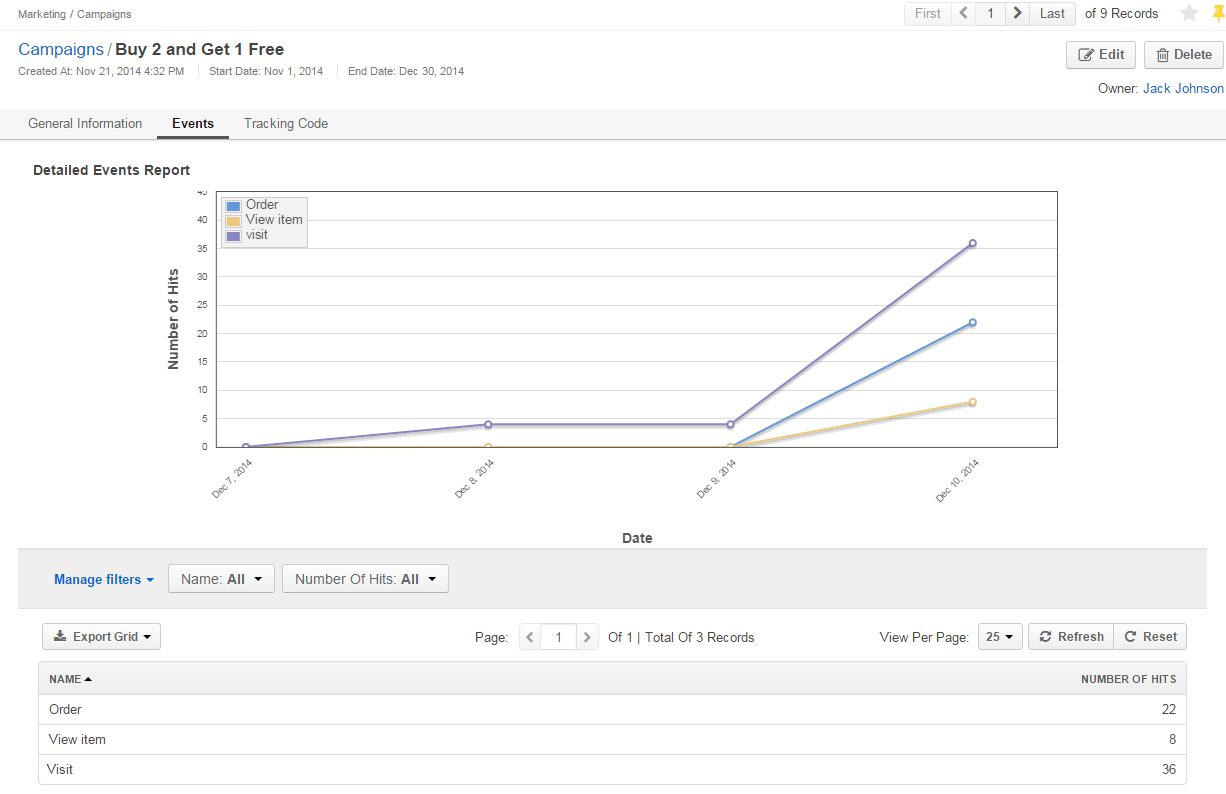 Marketing / Campaigns
First 1 Last of 9 Records
Campaigns / Buy 2 and Get 1 Free
Edit Delete
Created At: Nov 21, 2014 4:32 PM Start Date: Nov 1, 2014 End Date: Dec 30, 2014
Owner: Jack Johnson
General Information Events Tracking Code
Detailed Events Report
45
40
35
30
25
20
15
10
5
0
Number of Hits
Order
View item
visit
Dec 7, 2014
Dec 8, 2014
Dec 9, 2014
Dec 10, 2014
Date
Manage filters Name: All Number Of Hits: All
Export Grid Page: 1 Of 1 | Total Of 3 Records View Per Page: 25 Refresh Reset
NAME NUMBER OF HITS
Order 22
View item 8
Visit 36